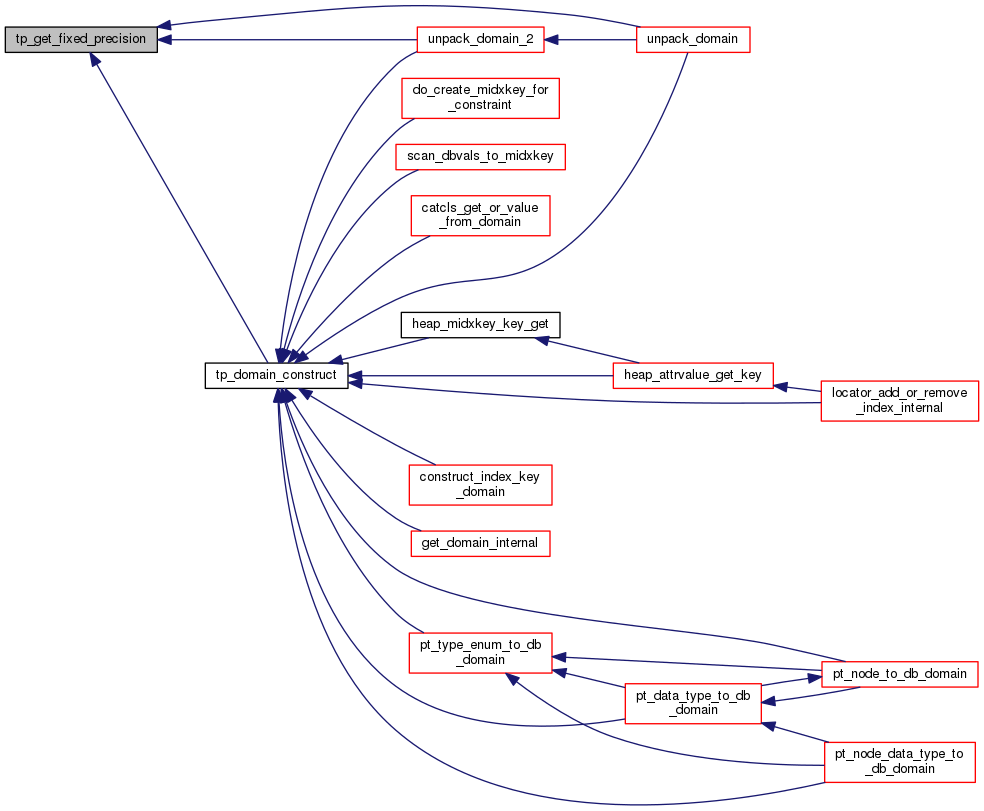 tp_get_fixed_precision
unpack_domain_2
unpack_domain
do_create_midxkey_for
_constraint
scan_dbvals_to_midxkey
catcls_get_or_value
_from_domain
heap_midxkey_key_get
tp_domain_construct
heap_attrvalue_get_key
locator_add_or_remove
_index_internal
construct_index_key
_domain
get_domain_internal
pt_type_enum_to_db
_domain
pt_node_to_db_domain
pt_data_type_to_db
_domain
pt_node_data_type_to
_db_domain